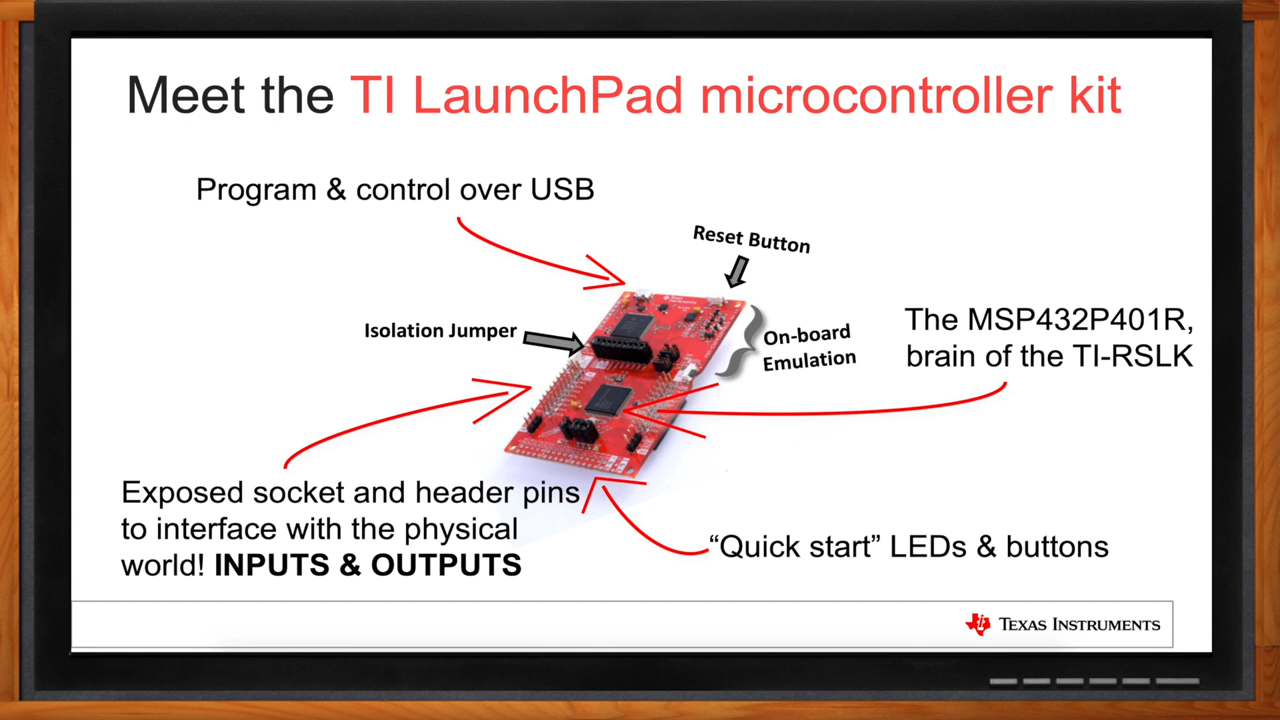 Meet the TI LaunchPad microcontroller kit
Program & control over USB
Reset Button
Isolation Jumper
On-board
Emulation
The MSP432P401R,
brain of the TI-RSLK
Exposed socket and header pins
to interface with the physical
world! INPUTS & OUTPUTS
“Quick start” LEDs & buttons
TEXAS INSTRUMENTS